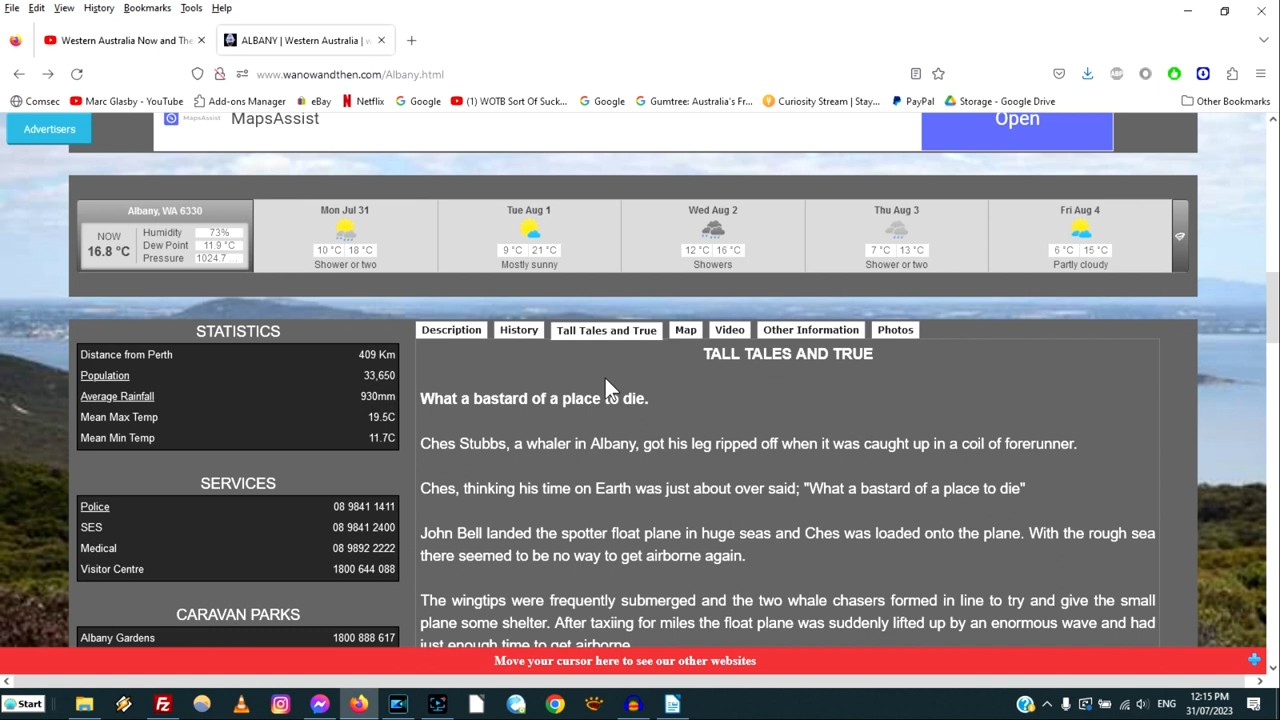 File Edit View History Bookmarks Tools Help
Western Australia Now and The
ALBANY | Western Australia | w
www.wanowandthen.com/Albany.html
Comsec Marc Glasby - YouTube Add-ons Manager eBay Netflix Google (1) WOTB Sort Of Suck... Google Gumtree: Australia's Fr... Curiosity Stream | Stay... PayPal Storage - Google Drive Other Bookmarks
Advertisers
MapsAssist MapsAssist Open
Albany, WA 6330
NOW
16.8 °C
Humidity 73%
Dew Point 11.9 °C
Pressure 1024.7 ...
Mon Jul 31
10 °C 18 °C
Shower or two
Tue Aug 1
9 °C 21 °C
Mostly sunny
Wed Aug 2
12 °C 16 °C
Showers
Thu Aug 3
7 °C 13 °C
Shower or two
Fri Aug 4
6 °C 15 °C
Partly cloudy
STATISTICS
Distance from Perth 409 Km
Population 33,650
Average Rainfall 930mm
Mean Max Temp 19.5C
Mean Min Temp 11.7C
SERVICES
Police 08 9841 1411
SES 08 9841 2400
Medical 08 9892 2222
Visitor Centre 1800 644 088
CARAVAN PARKS
Albany Gardens 1800 888 617
Description History Tall Tales and True Map Video Other Information Photos
TALL TALES AND TRUE
What a bastard of a place to die.
Ches Stubbs, a whaler in Albany, got his leg ripped off when it was caught up in a coil of forerunner.
Ches, thinking his time on Earth was just about over said; "What a bastard of a place to die"
John Bell landed the spotter float plane in huge seas and Ches was loaded onto the plane. With the rough sea
there seemed to be no way to get airborne again.
The wingtips were frequently submerged and the two whale chasers formed in line to try and give the small
plane some shelter. After taxiing for miles the float plane was suddenly lifted up by an enormous wave and had
just enough time to get airborne.
Move your cursor here to see our other websites
Start
ENG
12:15 PM
31/07/2023